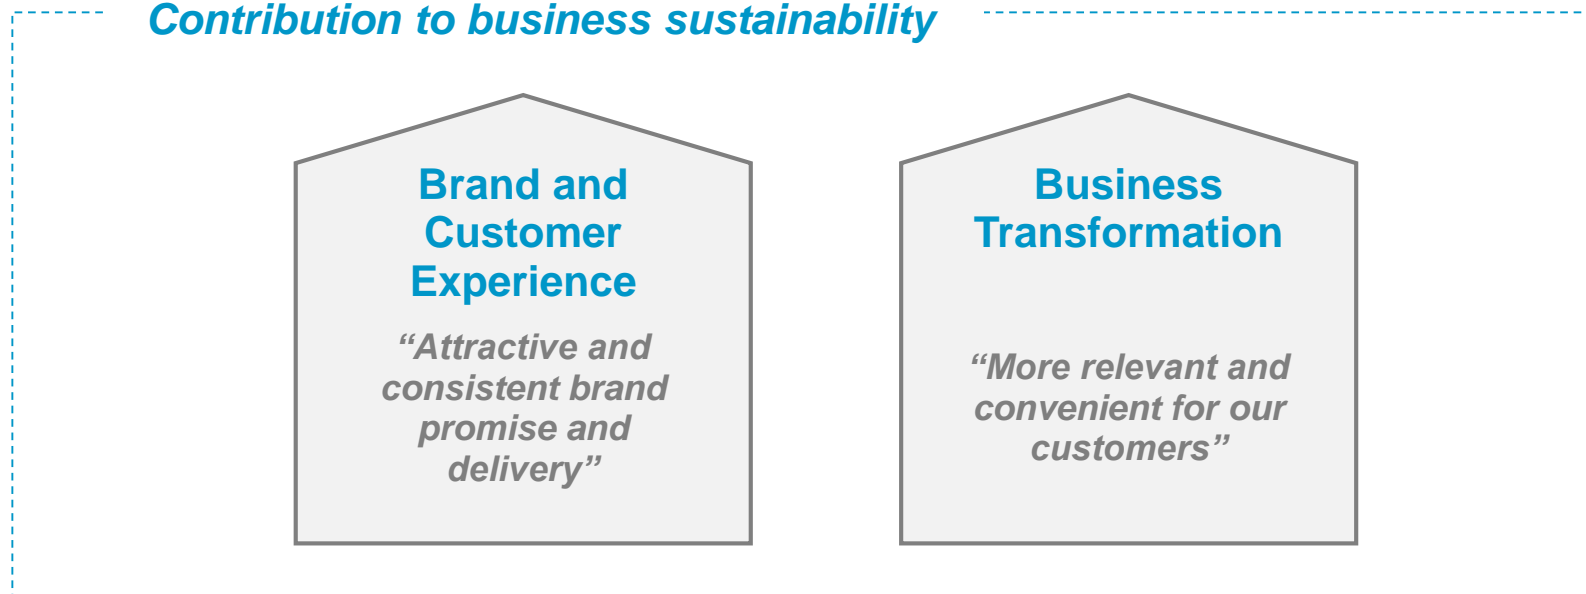 Contribution to business sustainability
Brand and
Customer
Experience
“Attractive and
consistent brand
promise and
delivery”
Business
Transformation
“More relevant and
convenient for our
customers”